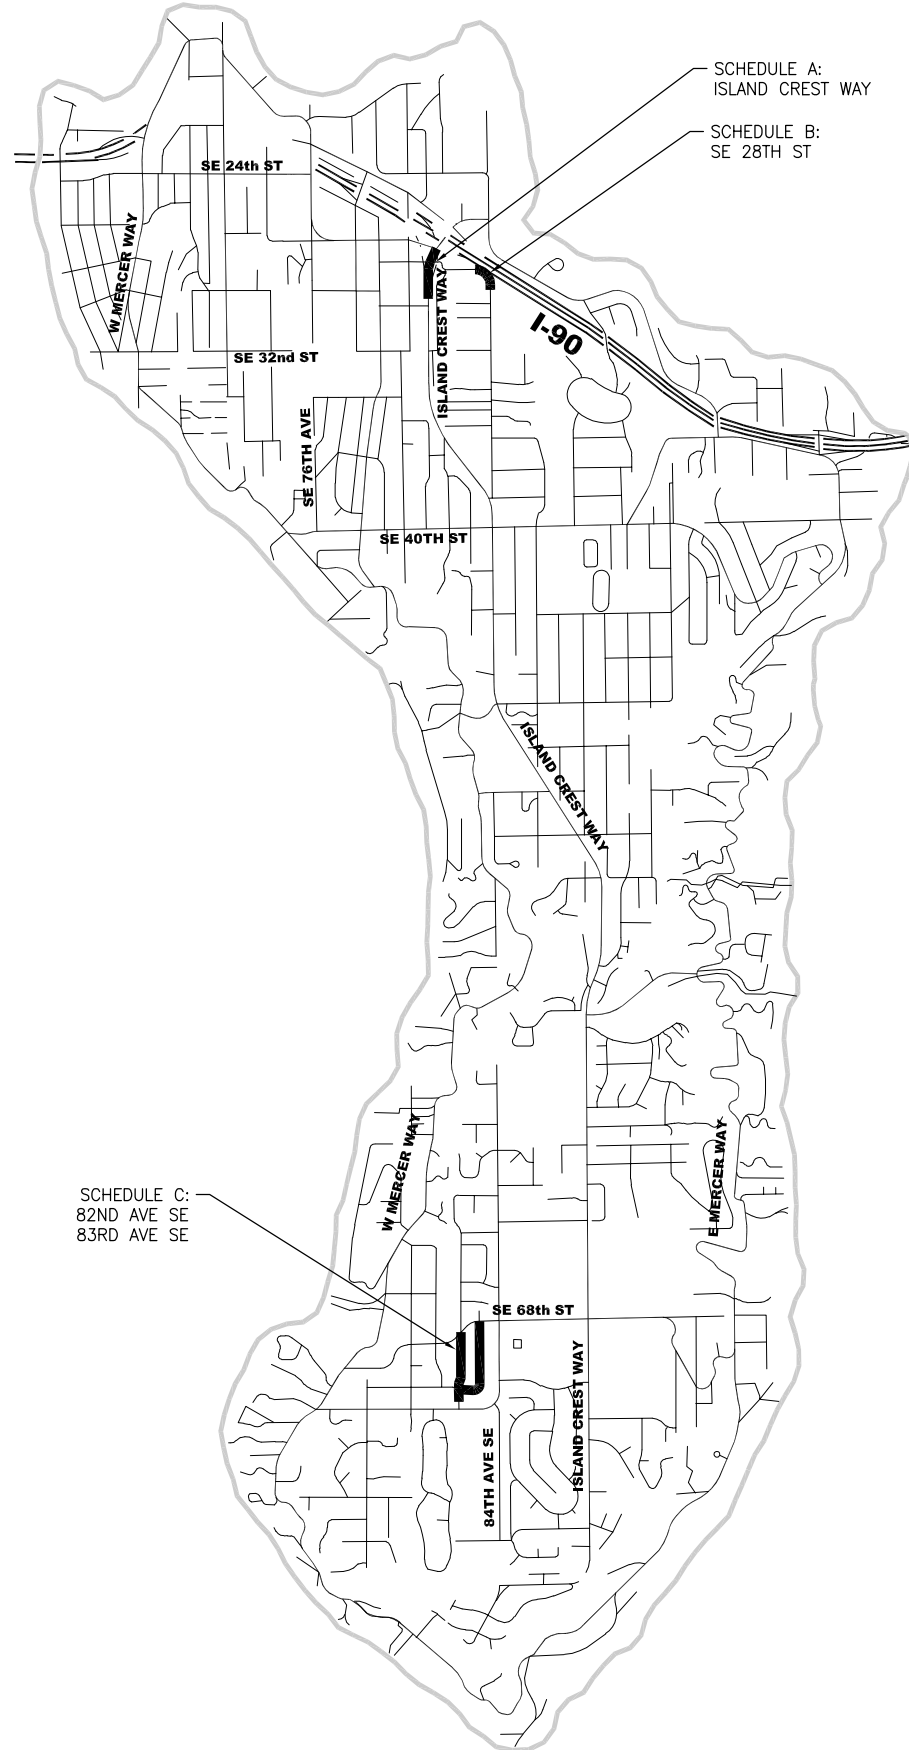 SCHEDULE A:
ISLAND CREST WAY
SCHEDULE B:
SE 28TH ST
SE 24th ST
W MERCER WAY
ISLAND CREST WAY
I-90
SE 32nd ST
SE 76TH AVE
SE 40TH ST
ISLAND CREST WAY
W MERCER WAY
E MERCER WAY
SCHEDULE C:
82ND AVE SE
83RD AVE SE
SE 68th ST
ISLAND CREST WAY
84TH AVE SE